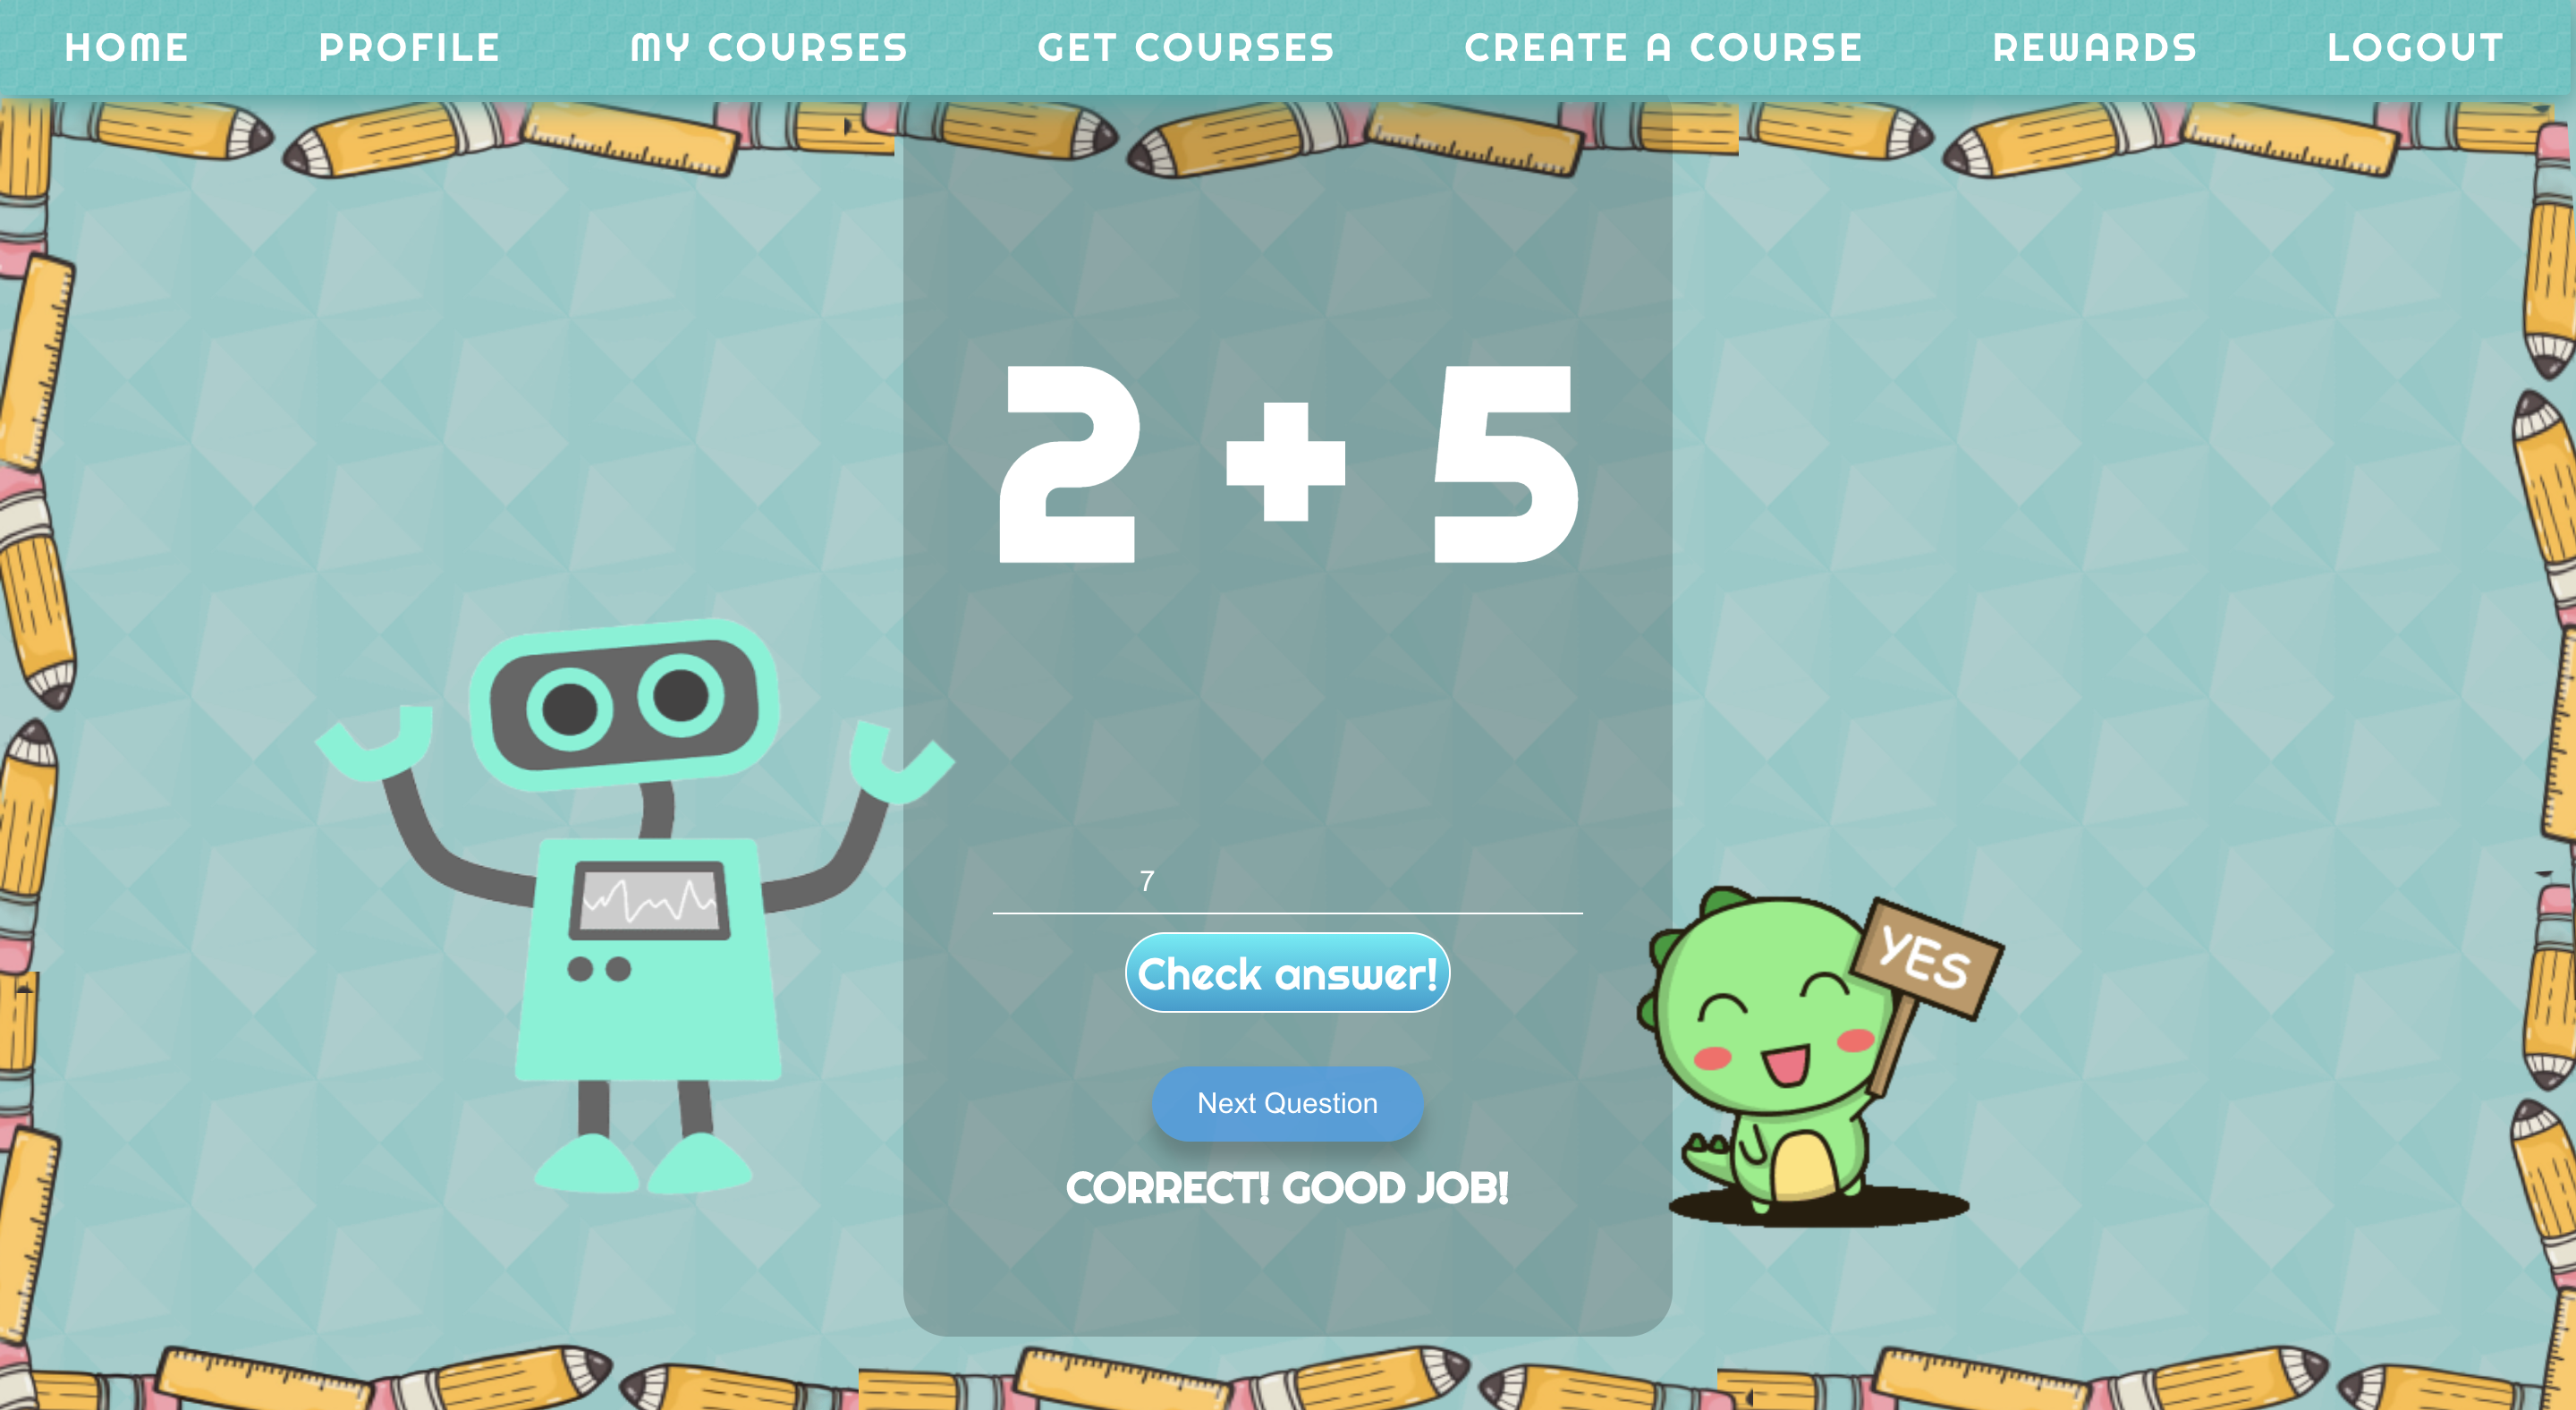 HOME PROFILE MY COURSES GET COURSES CREATE A COURSE REWARDS LOGOUT
2 + 5
7
Check answer!
YES
Next Question
CORRECT! GOOD JOB!